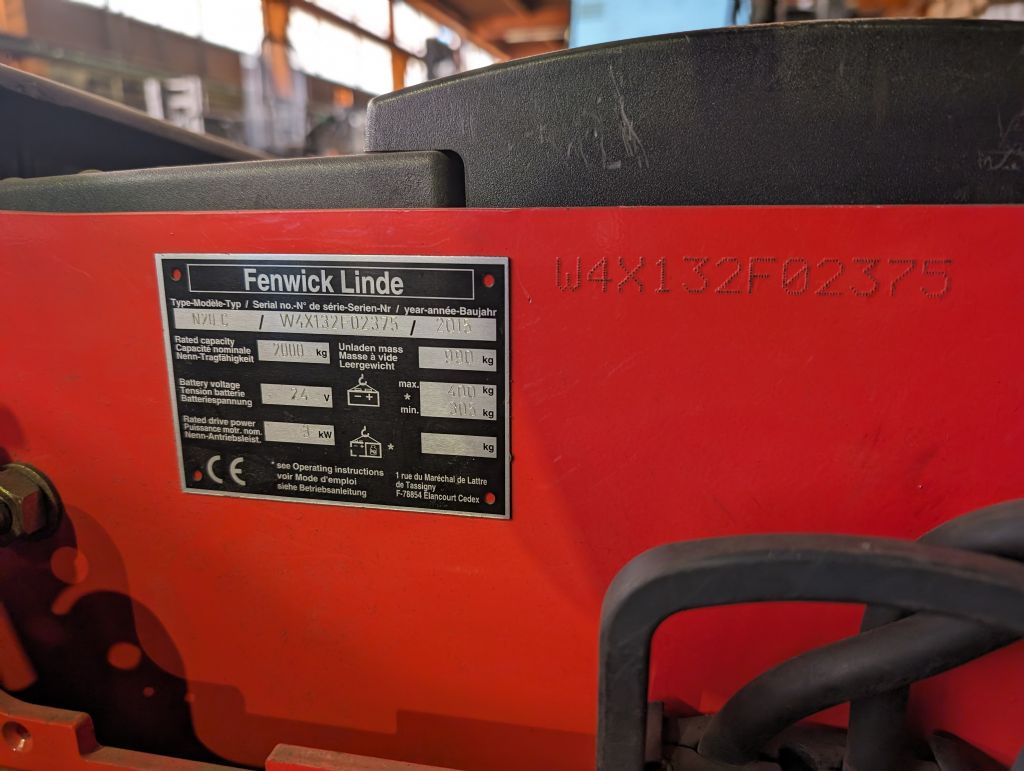 W4X132F02375
Fenwick Linde
Type-Modèle-Typ / Serial no.-N° de série-Serien-Nr / year-année-Baujahr
N20 C / W4X132F02375 / 2015
Rated capacity
Capacité nominale
Nenn-Tragfähigkeit
2000 kg
Unladen mass
Masse à vide
Leergewicht
990 kg
Battery voltage
Tension batterie
Batteriespannung
24 V
max. 400 kg
*
min. 305 kg
Rated drive power
Puissance motr. nom.
Nenn-Antriebsleist.
3 kW
* kg
CE
* see Operating instructions
voir Mode d'emploi
siehe Betriebsanleitung
1 rue du Maréchal de Lattre
de Tassigny
F-78854 Élancourt Cedex